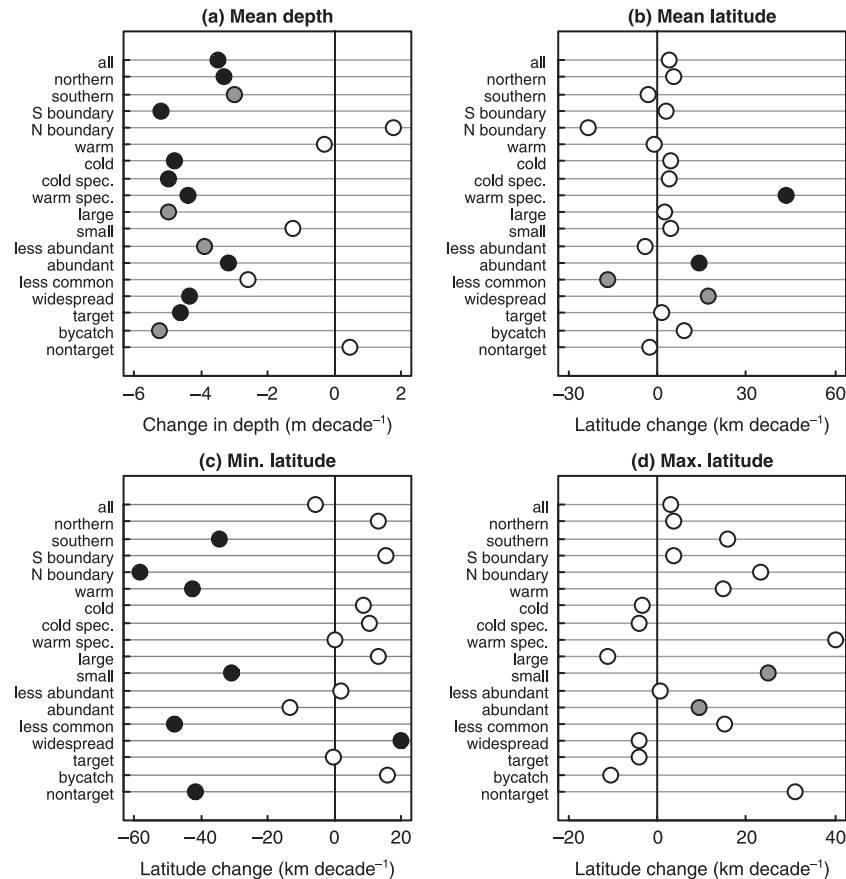 (a) Mean depth
all
northern
southern
S boundary
N boundary
warm
cold
cold spec.
warm spec.
large
small
less abundant
abundant
less common
widespread
target
bycatch
nontarget
−6 −4 −2 0 2
Change in depth (m decade⁻¹)
(b) Mean latitude
all
northern
southern
S boundary
N boundary
warm
cold
cold spec.
warm spec.
large
small
less abundant
abundant
less common
widespread
target
bycatch
nontarget
−30 0 30 60
Latitude change (km decade⁻¹)
(c) Min. latitude
all
northern
southern
S boundary
N boundary
warm
cold
cold spec.
warm spec.
large
small
less abundant
abundant
less common
widespread
target
bycatch
nontarget
−60 −40 −20 0 20
Latitude change (km decade⁻¹)
(d) Max. latitude
all
northern
southern
S boundary
N boundary
warm
cold
cold spec.
warm spec.
large
small
less abundant
abundant
less common
widespread
target
bycatch
nontarget
−20 0 20 40
Latitude change (km decade⁻¹)